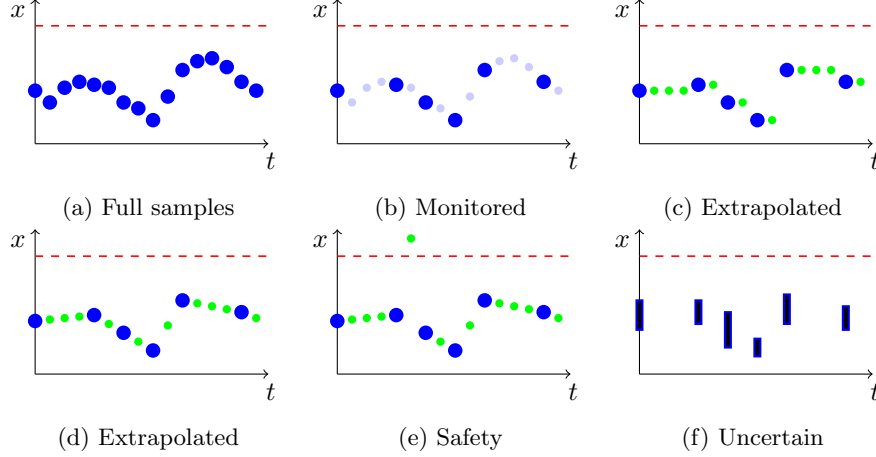 x x x
t t t
(a) Full samples (b) Monitored (c) Extrapolated
x x x
t t t
(d) Extrapolated (e) Safety (f) Uncertain